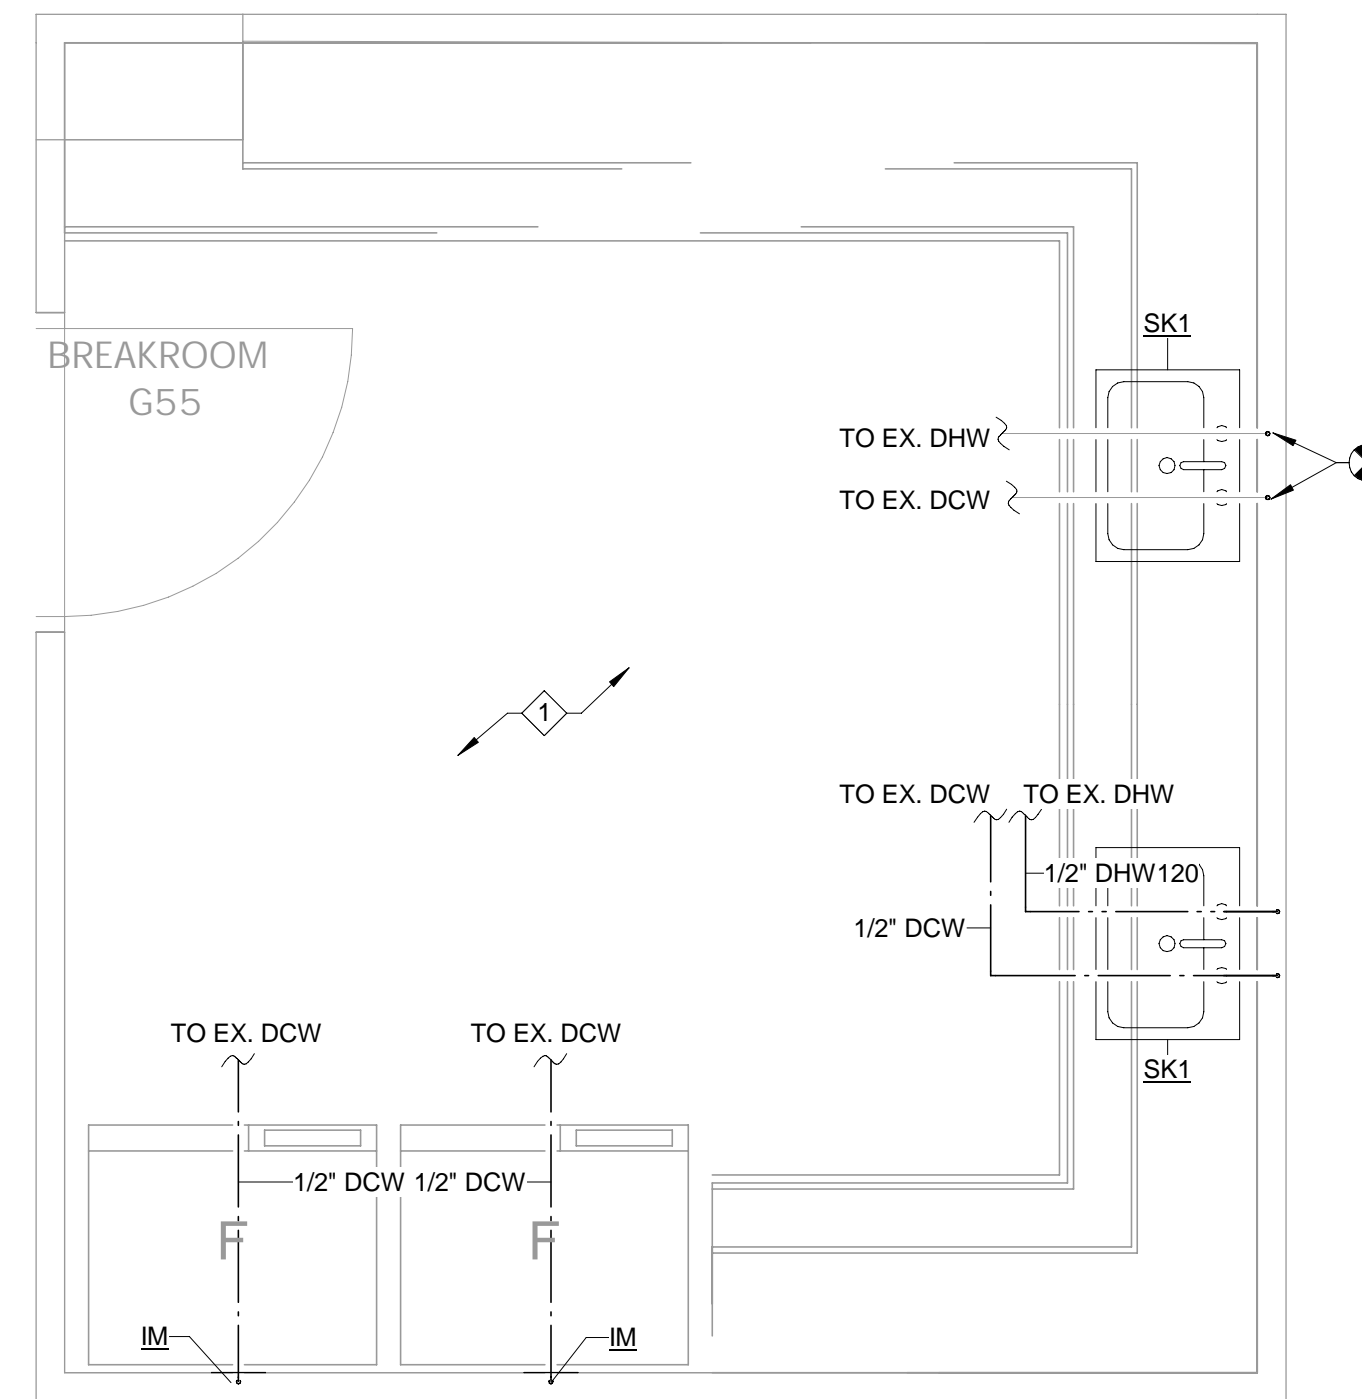 SK1
BREAKROOM
G55
TO EX. DHW
TO EX. DCW
1
TO EX. DCW TO EX. DHW
1/2" DHW120
1/2" DCW
TO EX. DCW TO EX. DCW
SK1
1/2" DCW 1/2" DCW
F F
IM IM